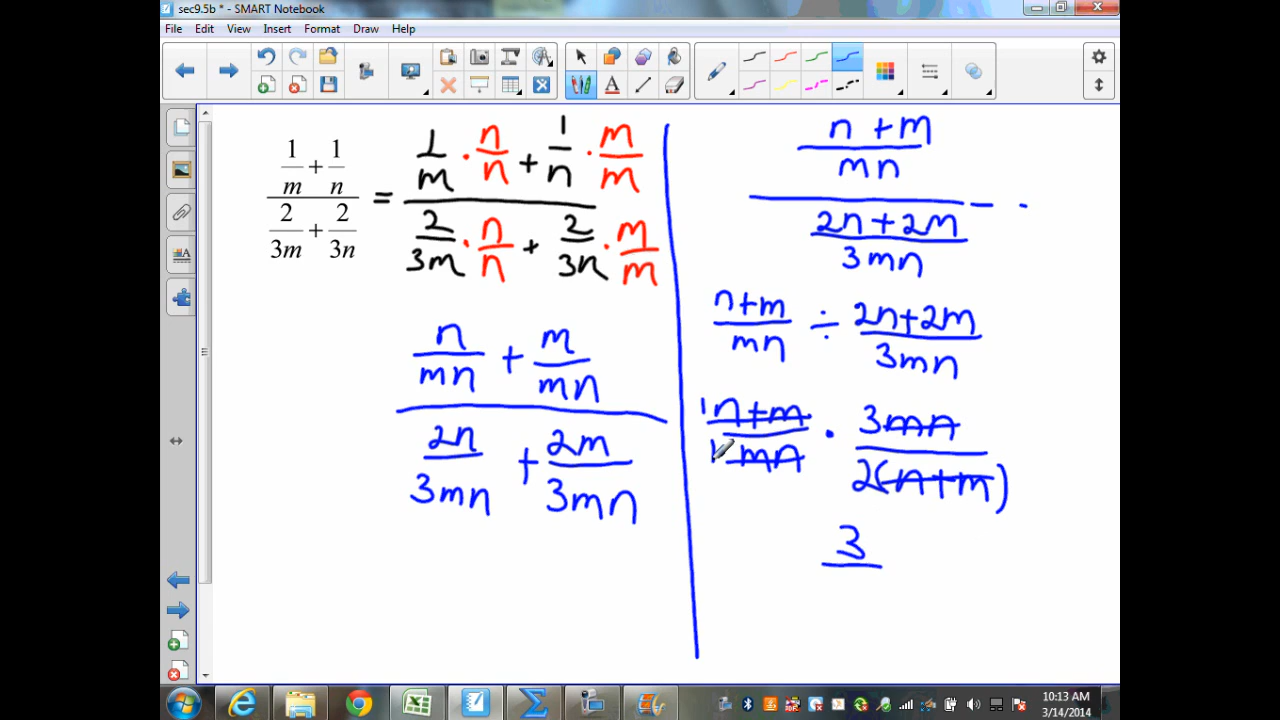 sec9.5b * - SMART Notebook
File Edit View Insert Format Draw Help
1/m + 1/n
2/3m + 2/3n
= 1/m · n/n + 1/n · m/m
2/3m · n/n + 2/3n · m/m
n/mn + m/mn
2n/3mn + 2m/3mn
n + m
mn
2n + 2m
3mn
n+m/mn ÷ 2n+2m/3mn
1 n+m/1 mn · 3mn/2(n+m)
3
10:13 AM
3/14/2014